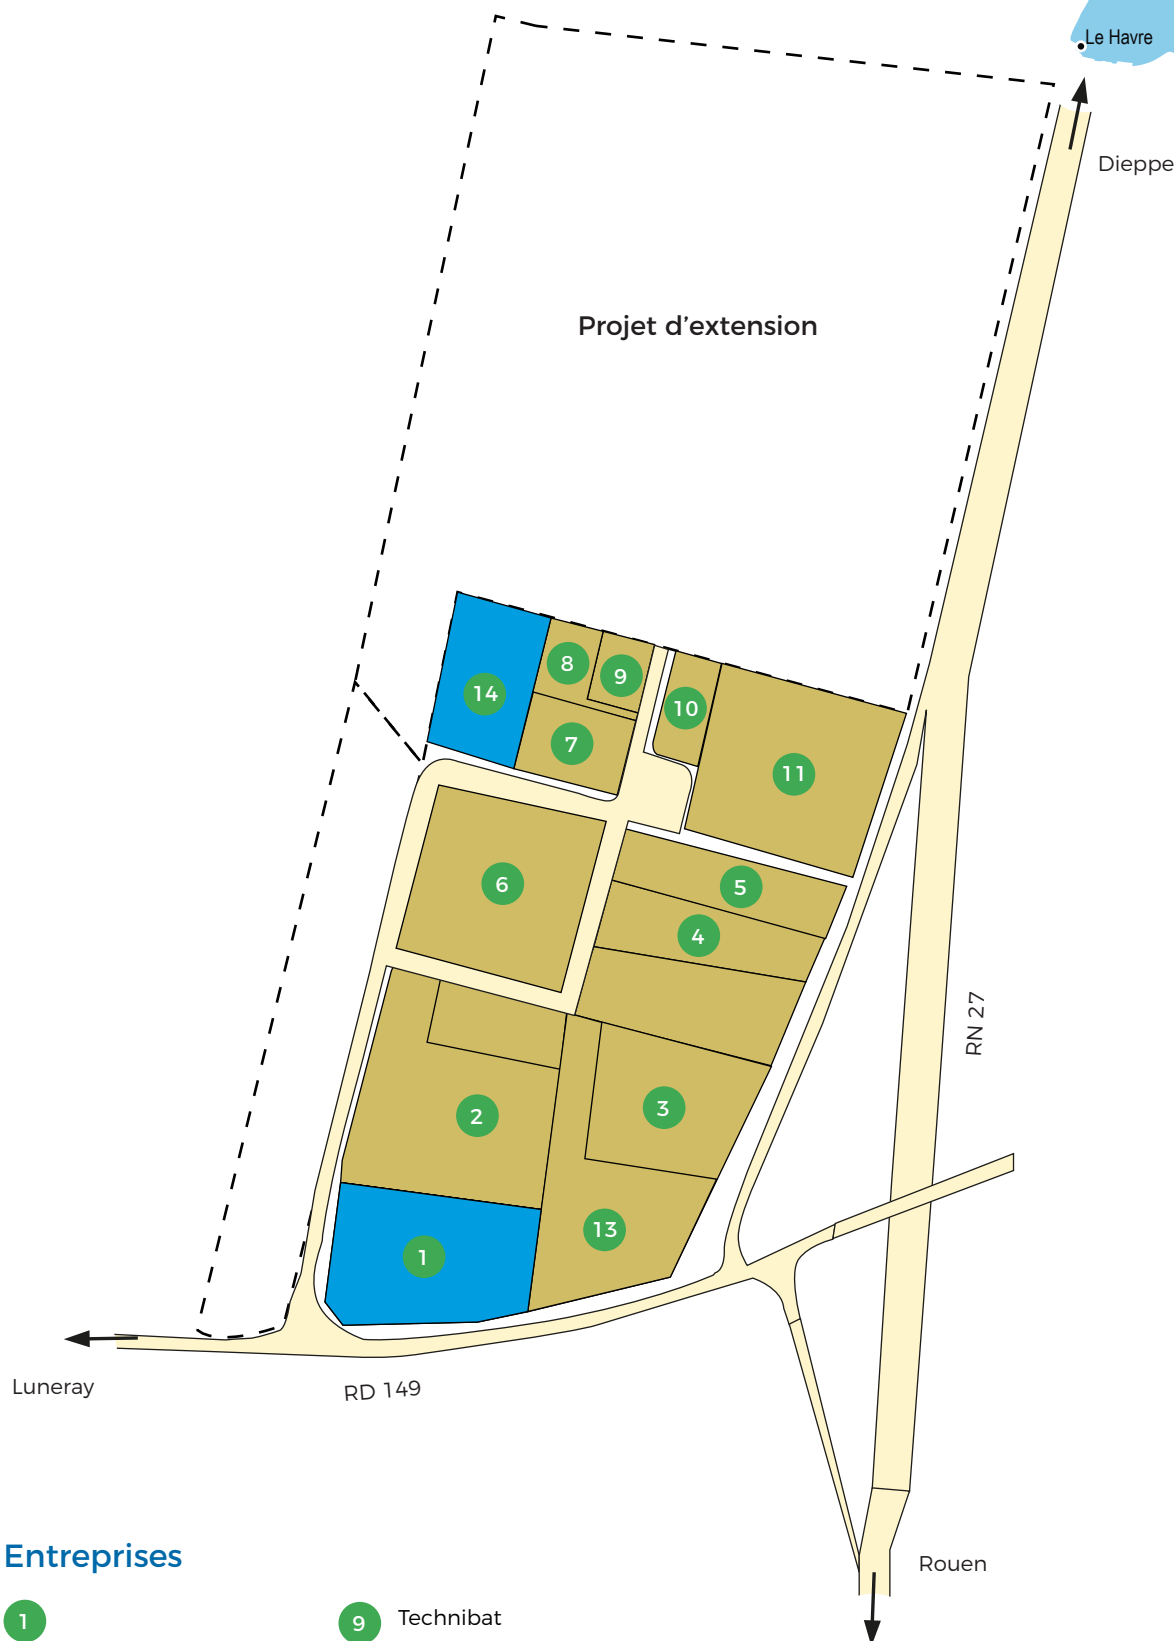 Le Havre
Dieppe
Projet d’extension
8
9
14
10
7
11
6
5
4
RN 27
3
2
13
1
Luneray
RD 149
Entreprises
Rouen
1
9 Technibat